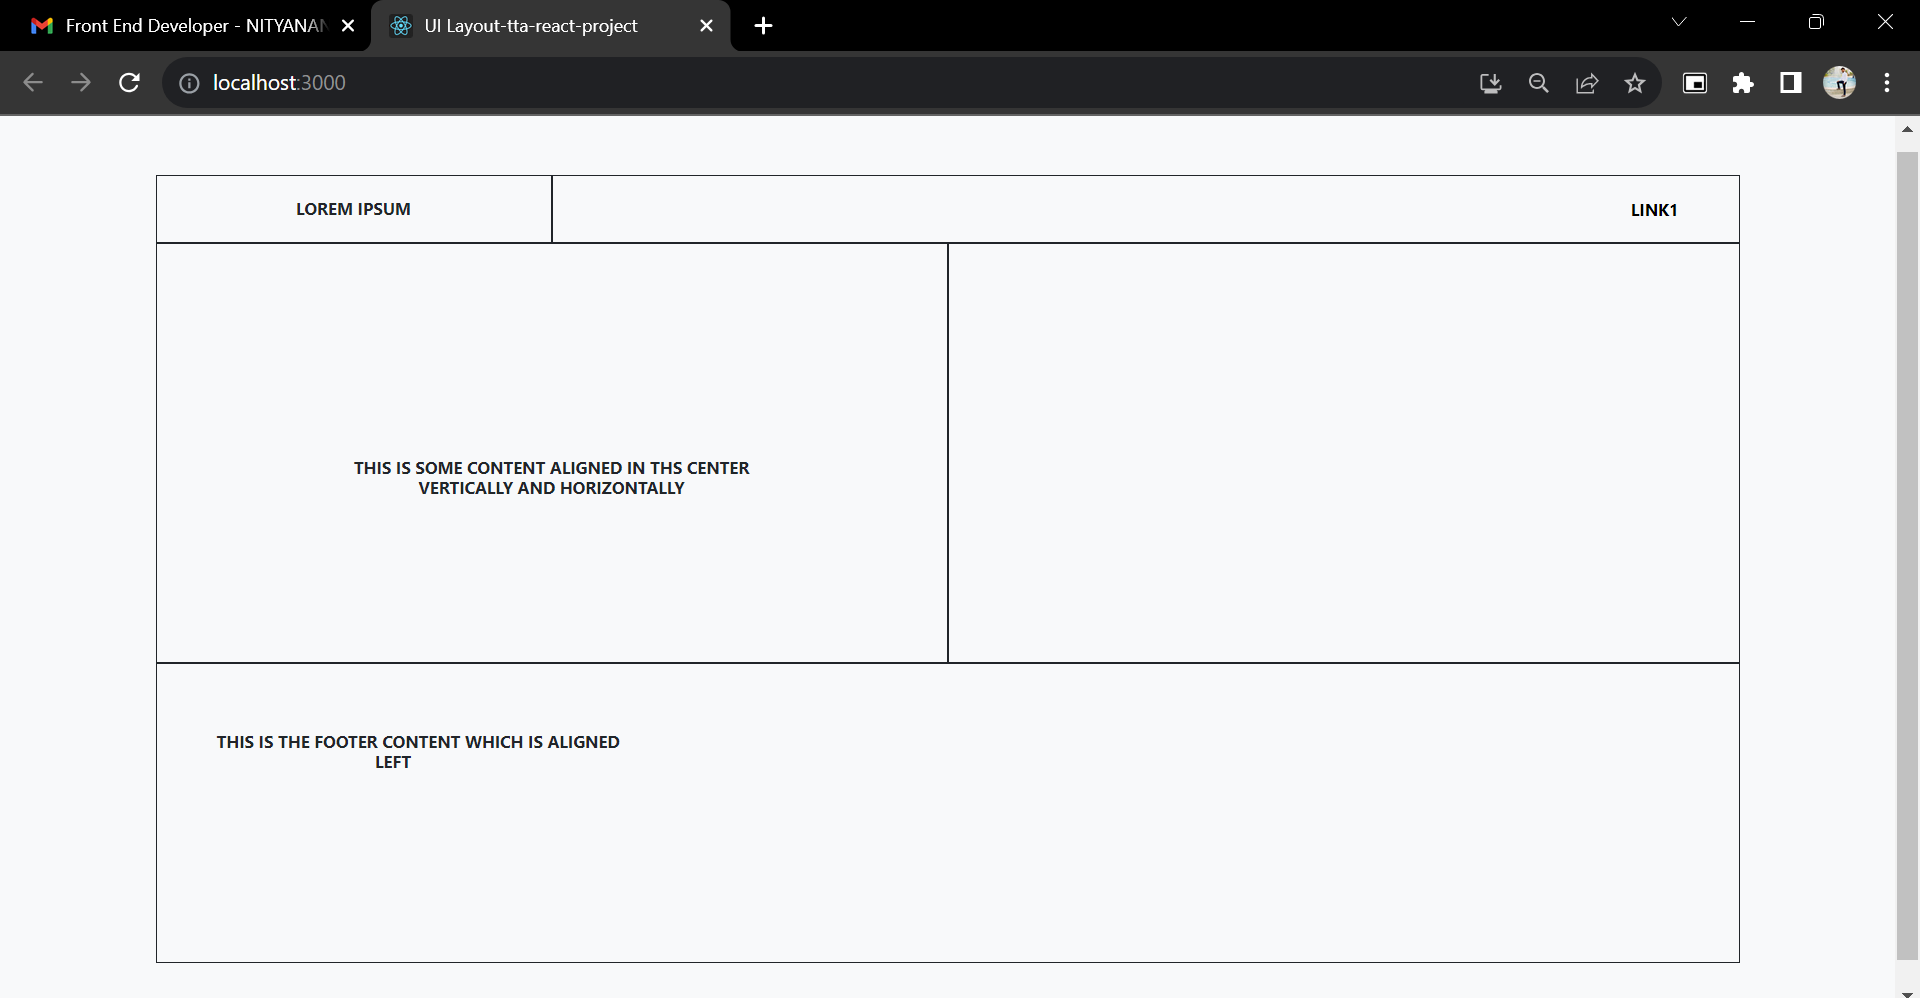 Front End Developer - NITYANAN
UI Layout-tta-react-project
localhost:3000
LOREM IPSUM
LINK1
THIS IS SOME CONTENT ALIGNED IN THS CENTER
VERTICALLY AND HORIZONTALLY
THIS IS THE FOOTER CONTENT WHICH IS ALIGNED
LEFT